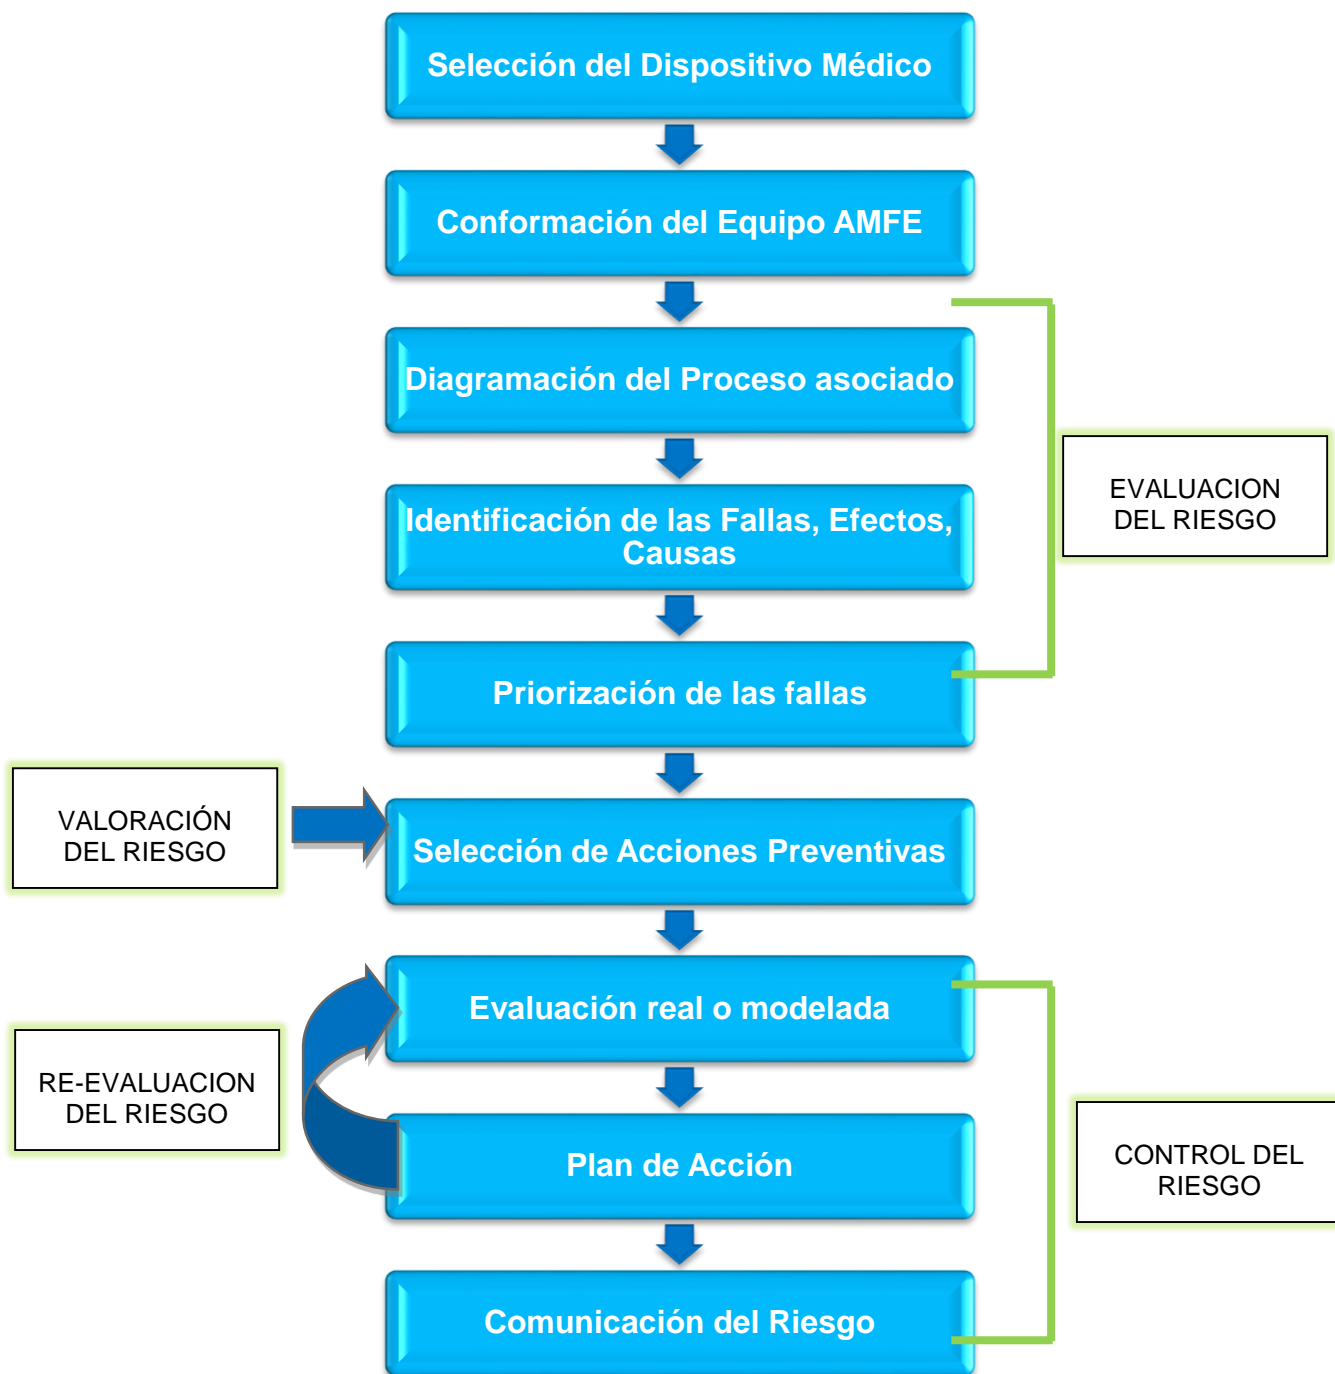 Selección del Dispositivo Médico
Conformación del Equipo AMFE
Diagramación del Proceso asociado
Identificación de las Fallas, Efectos,
Causas
EVALUACION
DEL RIESGO
Priorización de las fallas
VALORACIÓN
DEL RIESGO
Selección de Acciones Preventivas
Evaluación real o modelada
RE-EVALUACION
DEL RIESGO
Plan de Acción
CONTROL DEL
RIESGO
Comunicación del Riesgo